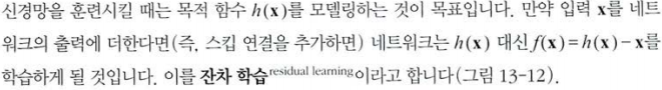 신경망을 훈련시킬 때는 목적 함수 h(x)를 모델링하는 것이 목표입니다. 만약 입력 x를 네트
워크의 출력에 더한다면(즉, 스킵 연결을 추가하면) 네트워크는 h(x) 대신 f(x)=h(x)−x를
학습하게 될 것입니다. 이를 잔차 학습residual learning이라고 합니다(그림 13-12).